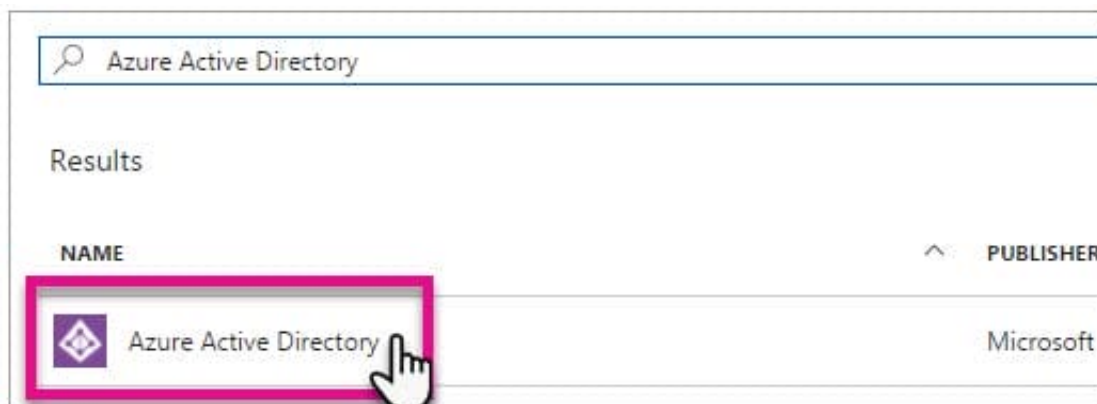 Azure Active Directory
Results
NAME PUBLISHER
Azure Active Directory Microsoft